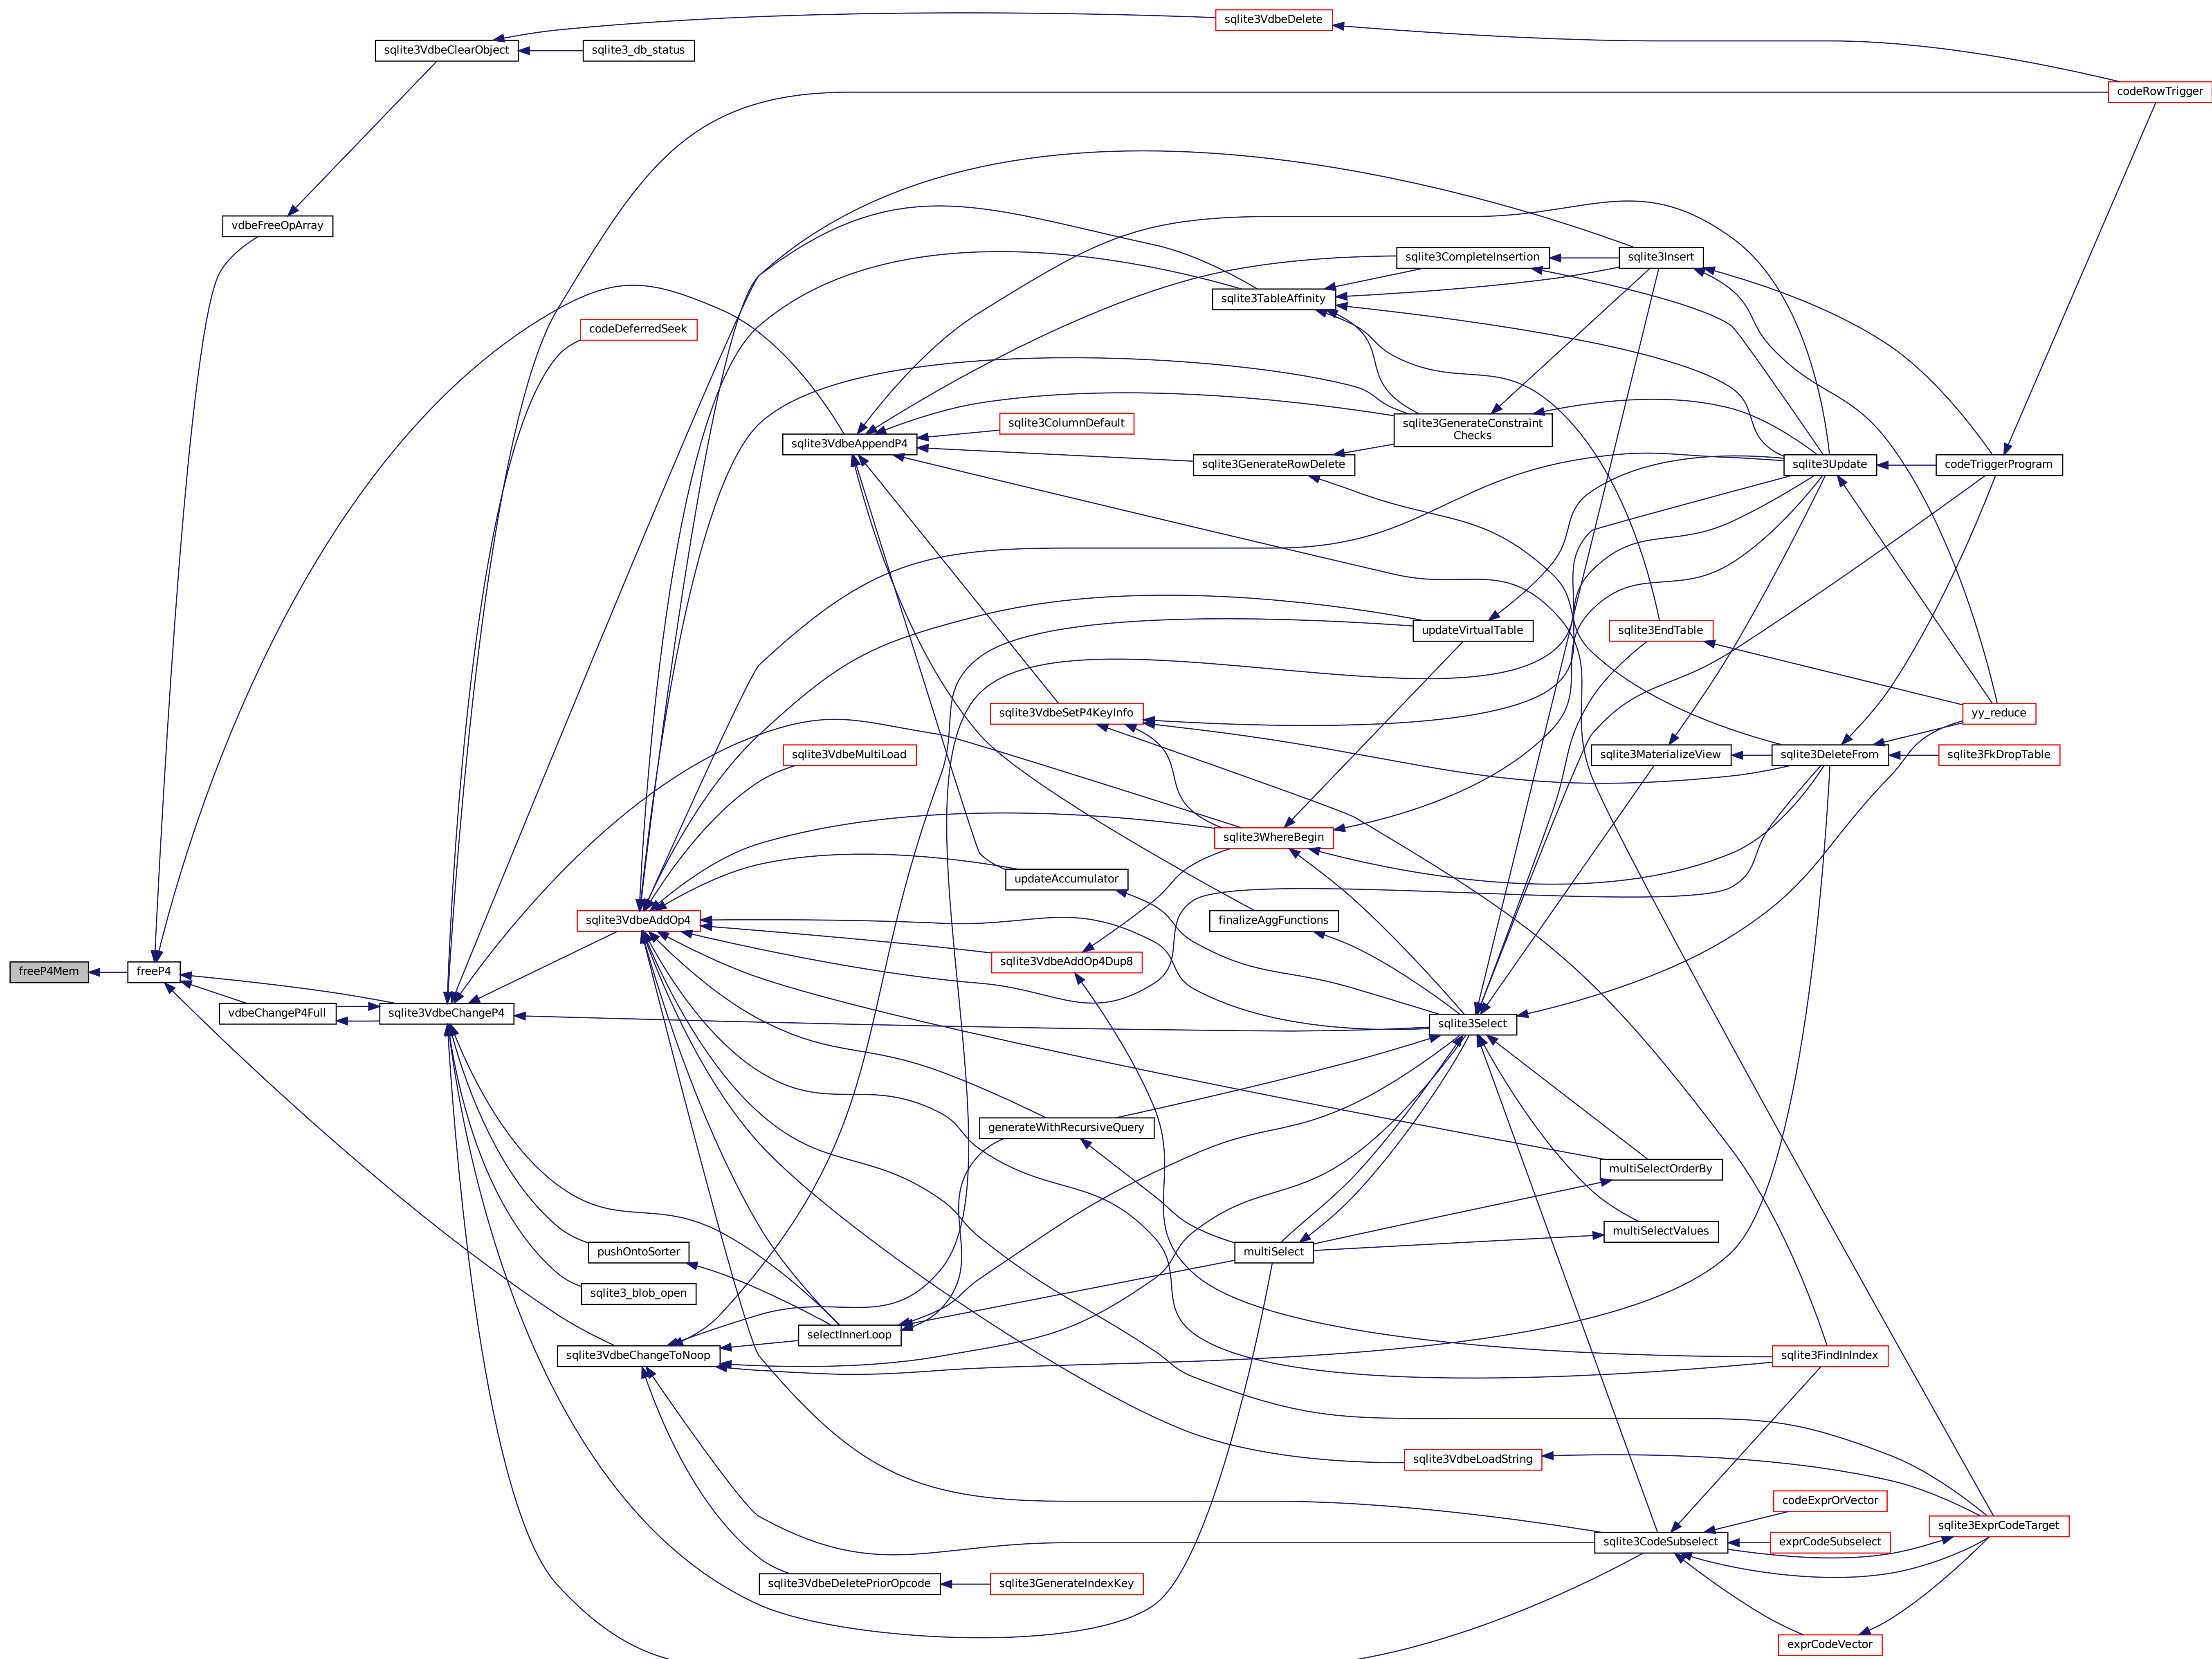 sqlite3VdbeDelete
sqlite3VdbeClearObject
sqlite3_db_status
codeRowTrigger
vdbeFreeOpArray
sqlite3CompleteInsertion
sqlite3Insert
sqlite3TableAffinity
codeDeferredSeek
sqlite3ColumnDefault
sqlite3GenerateConstraint
Checks
sqlite3VdbeAppendP4
sqlite3GenerateRowDelete
sqlite3Update
codeTriggerProgram
updateVirtualTable
sqlite3EndTable
sqlite3VdbeSetP4KeyInfo
yy_reduce
sqlite3VdbeMultiLoad
sqlite3MaterializeView
sqlite3DeleteFrom
sqlite3FkDropTable
sqlite3WhereBegin
updateAccumulator
sqlite3VdbeAddOp4
finalizeAggFunctions
sqlite3VdbeAddOp4Dup8
freeP4Mem
freeP4
vdbeChangeP4Full
sqlite3VdbeChangeP4
sqlite3Select
generateWithRecursiveQuery
multiSelectOrderBy
multiSelectValues
pushOntoSorter
multiSelect
sqlite3_blob_open
selectInnerLoop
sqlite3VdbeChangeToNoop
sqlite3FindInIndex
sqlite3VdbeLoadString
codeExprOrVector
sqlite3ExprCodeTarget
sqlite3CodeSubselect
exprCodeSubselect
sqlite3VdbeDeletePriorOpcode
sqlite3GenerateIndexKey
exprCodeVector